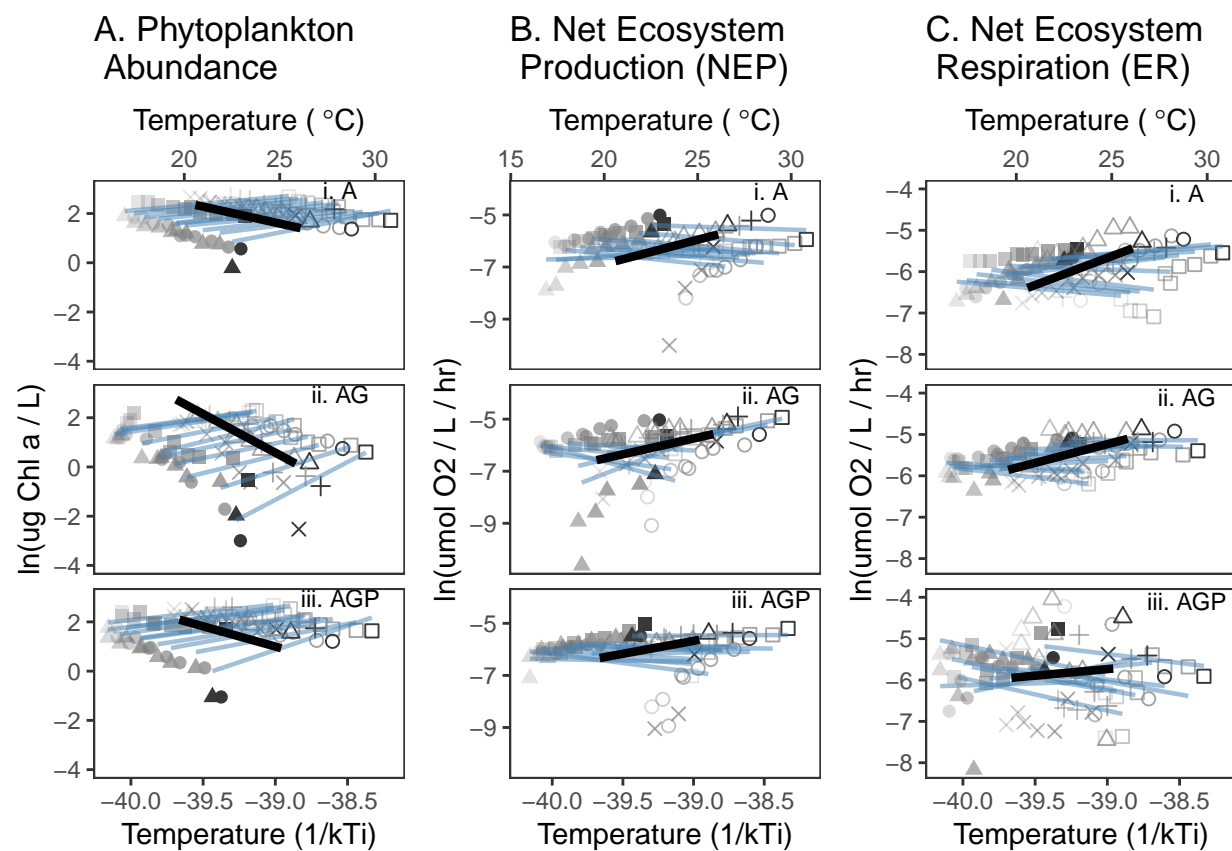 A. Phytoplankton
Abundance
B. Net Ecosystem
Production (NEP)
C. Net Ecosystem
Respiration (ER)
Temperature ( °C)
Temperature ( °C)
Temperature ( °C)
20 25 30
15 20 25 30
20 25 30
ln(ug Chl a / L)
i. A
2
0
−2
−4
ii. AG
2
0
−2
−4
iii. AGP
2
0
−2
−4
ln(umol O2 / L / hr)
i. A
−5
−7
−9
ii. AG
−5
−7
−9
iii. AGP
−5
−7
−9
ln(umol O2 / L / hr)
i. A
−4
−5
−6
−7
−8
ii. AG
−4
−5
−6
−7
−8
iii. AGP
−4
−5
−6
−7
−8
−40.0 −39.5 −39.0 −38.5
−40.0 −39.5 −39.0 −38.5
−40.0 −39.5 −39.0 −38.5
Temperature (1/kTi)
Temperature (1/kTi)
Temperature (1/kTi)